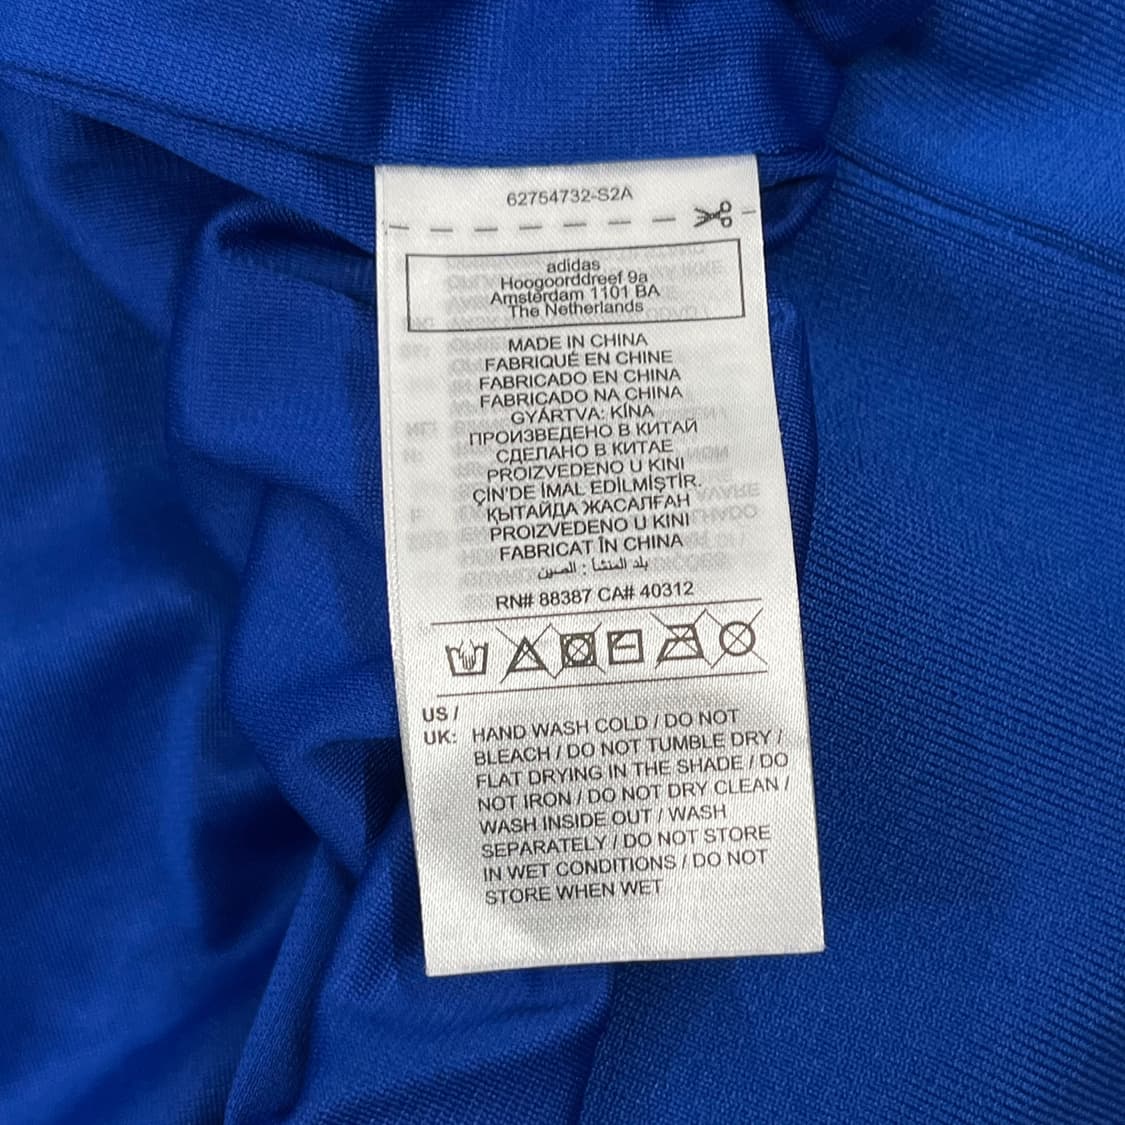 62754732-S2A
adidas
Hoogoorddreef 9a
Amsterdam 1101 BA
The Netherlands
MADE IN CHINA
FABRIQUÉ EN CHINE
FABRICADO EN CHINA
FABRICADO NA CHINA
GYÁRTVA: KÍNA
ПРОИЗВЕДЕНО В КИТАЙ
СДЕЛАНО В КИТАЕ
PROIZVEDENO U KINI
ÇİN'DE İMAL EDİLMİŞTİR.
ҚЫТАЙДА ЖАСАЛҒАН
PROIZVEDENO U KINI
FABRICAT ÎN CHINA
بلد المنشأ : الصين
RN# 88387 CA# 40312
US /
UK: HAND WASH COLD / DO NOT
BLEACH / DO NOT TUMBLE DRY /
FLAT DRYING IN THE SHADE / DO
NOT IRON / DO NOT DRY CLEAN /
WASH INSIDE OUT / WASH
SEPARATELY / DO NOT STORE
IN WET CONDITIONS / DO NOT
STORE WHEN WET